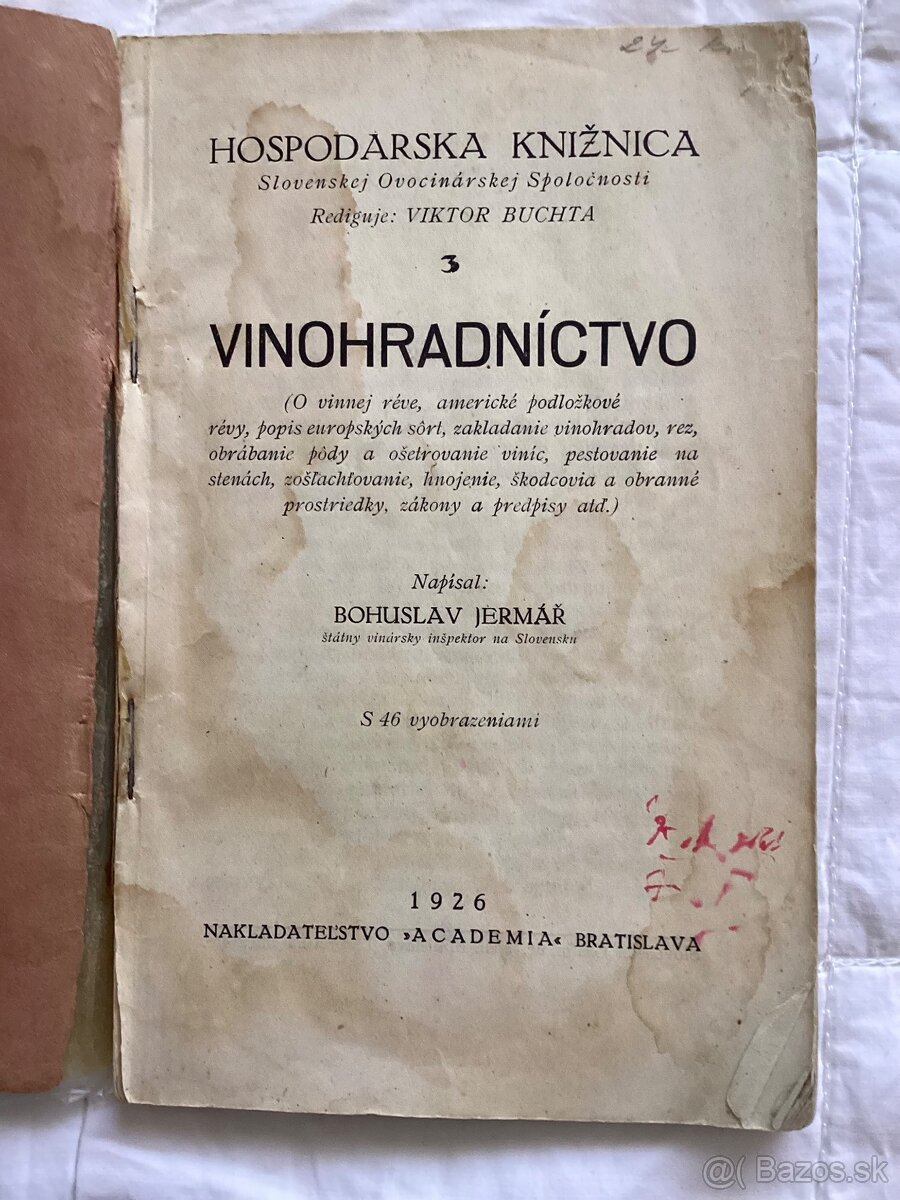 HOSPODARSKA KNIŽNICA
Slovenskej Ovocinárskej Spoločnosti
Rediguje: VIKTOR BUCHTA
3
VINOHRADNÍCTVO
(O vinnej réve, americké podložkové
révy, popis europských sôrt, zakladanie vinohradov, rez,
obrábanie pôdy a ošetrovanie viníc, pestovanie na
stenách, zošľachťovanie, hnojenie, škodcovia a obranné
prostriedky, zákony a predpisy atď.)
Napísal:
BOHUSLAV JERMÁŘ
štátny vinársky inšpektor na Slovensku
S 46 vyobrazeniami
1926
NAKLADATEĽSTVO »ACADEMIA« BRATISLAVA
@( Bazos.sk